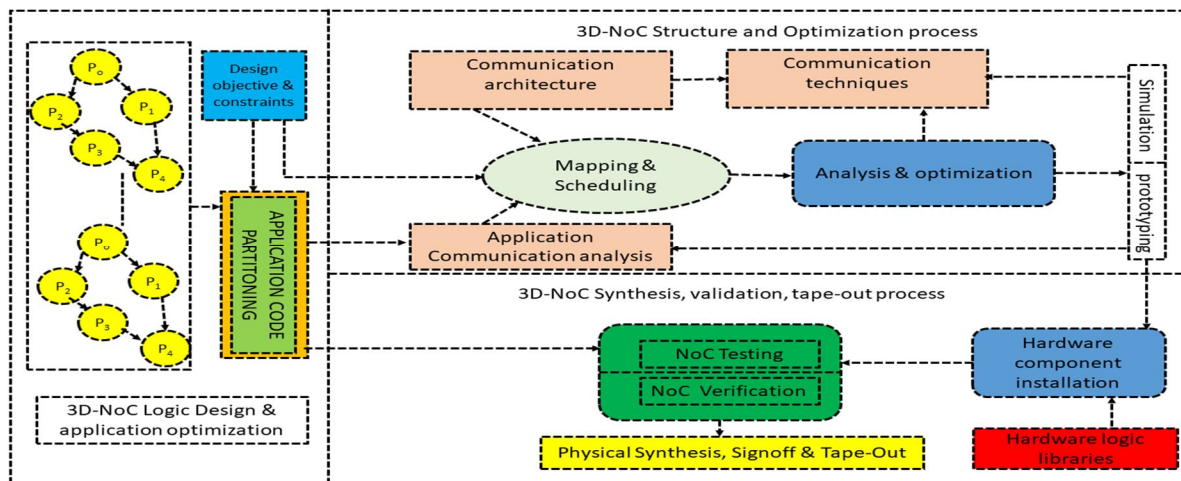 3D-NoC Structure and Optimization process
Pₒ
P₂
P₁
P₃
P₄
Pₒ
P₂
P₁
P₃
P₄
Design
objective &
constraints
APPLICATION CODE
PARTITONING
3D-NoC Logic Design &
application optimization
Communication
architecture
Communication
techniques
Mapping &
Scheduling
Analysis & optimization
Application
Communication analysis
Simulation
prototyping
3D-NoC Synthesis, validation, tape-out process
NoC Testing
NoC Verification
Hardware
component
installation
Physical Synthesis, Signoff & Tape-Out
Hardware logic
libraries